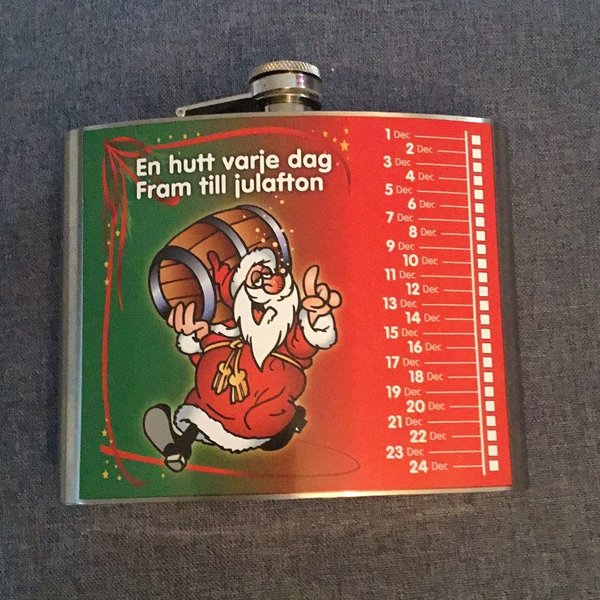 En hutt varje dag
Fram till julafton
1 Dec
2 Dec
3 Dec
4 Dec
5 Dec
6 Dec
7 Dec
8 Dec
9 Dec
10 Dec
11 Dec
12 Dec
13 Dec
14 Dec
15 Dec
16 Dec
17 Dec
18 Dec
19 Dec
20 Dec
21 Dec
22 Dec
23 Dec
24 Dec